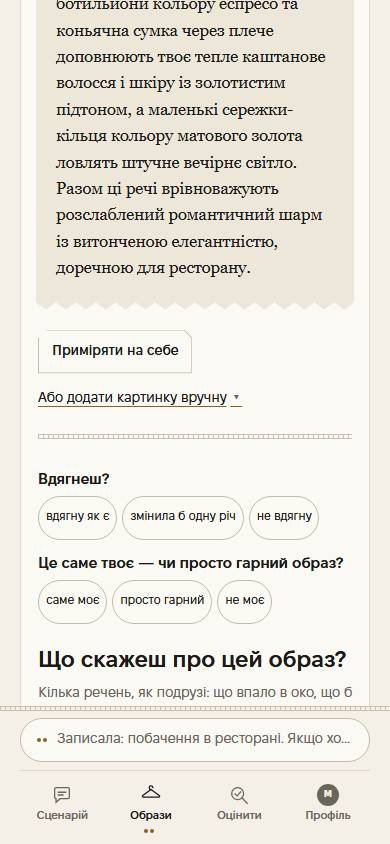 ботильйони кольору еспресо та
коньячна сумка через плече
доповнюють твоє тепле каштанове
волосся і шкіру із золотистим
підтоном, а маленькі сережки-
кільця кольору матового золота
ловлять штучне вечірнє світло.
Разом ці речі врівноважують
розслаблений романтичний шарм
із витонченою елегантністю,
доречною для ресторану.
Приміряти на себе
Або додати картинку вручну
Вдягнеш?
вдягну як є
змінила б одну річ
не вдягну
Це саме твоє — чи просто гарний образ?
саме моє
просто гарний
не моє
Що скажеш про цей образ?
Кілька речень, як подрузі: що впало в око, що б
Записала: побачення в ресторані. Якщо хо...
Сценарій
Образи
Оцінити
М
Профіль